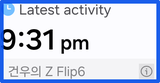 Latest activity
9:31 pm
건우의 Z Flip6